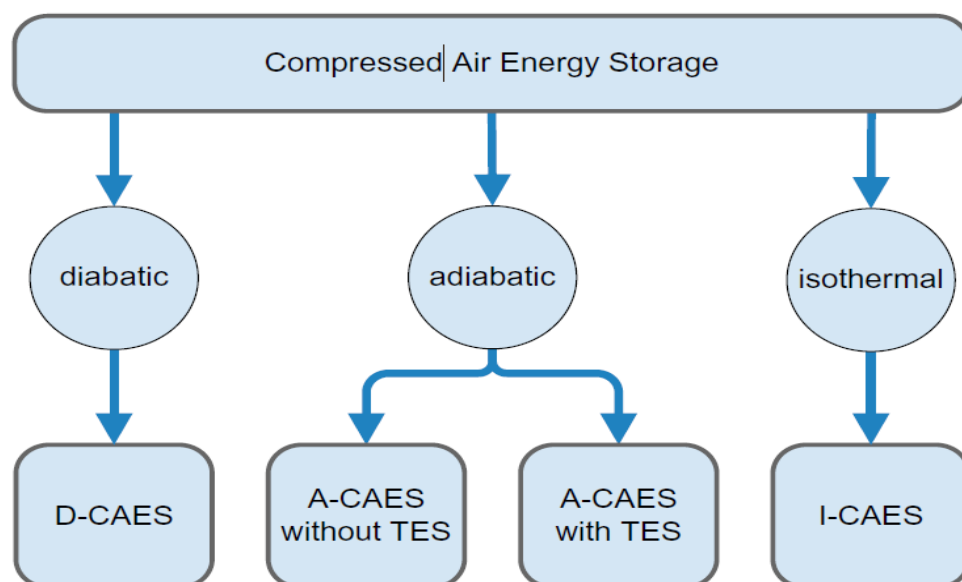 Compressed Air Energy Storage
diabatic
adiabatic
isothermal
D-CAES
A-CAES
without TES
A-CAES
with TES
I-CAES